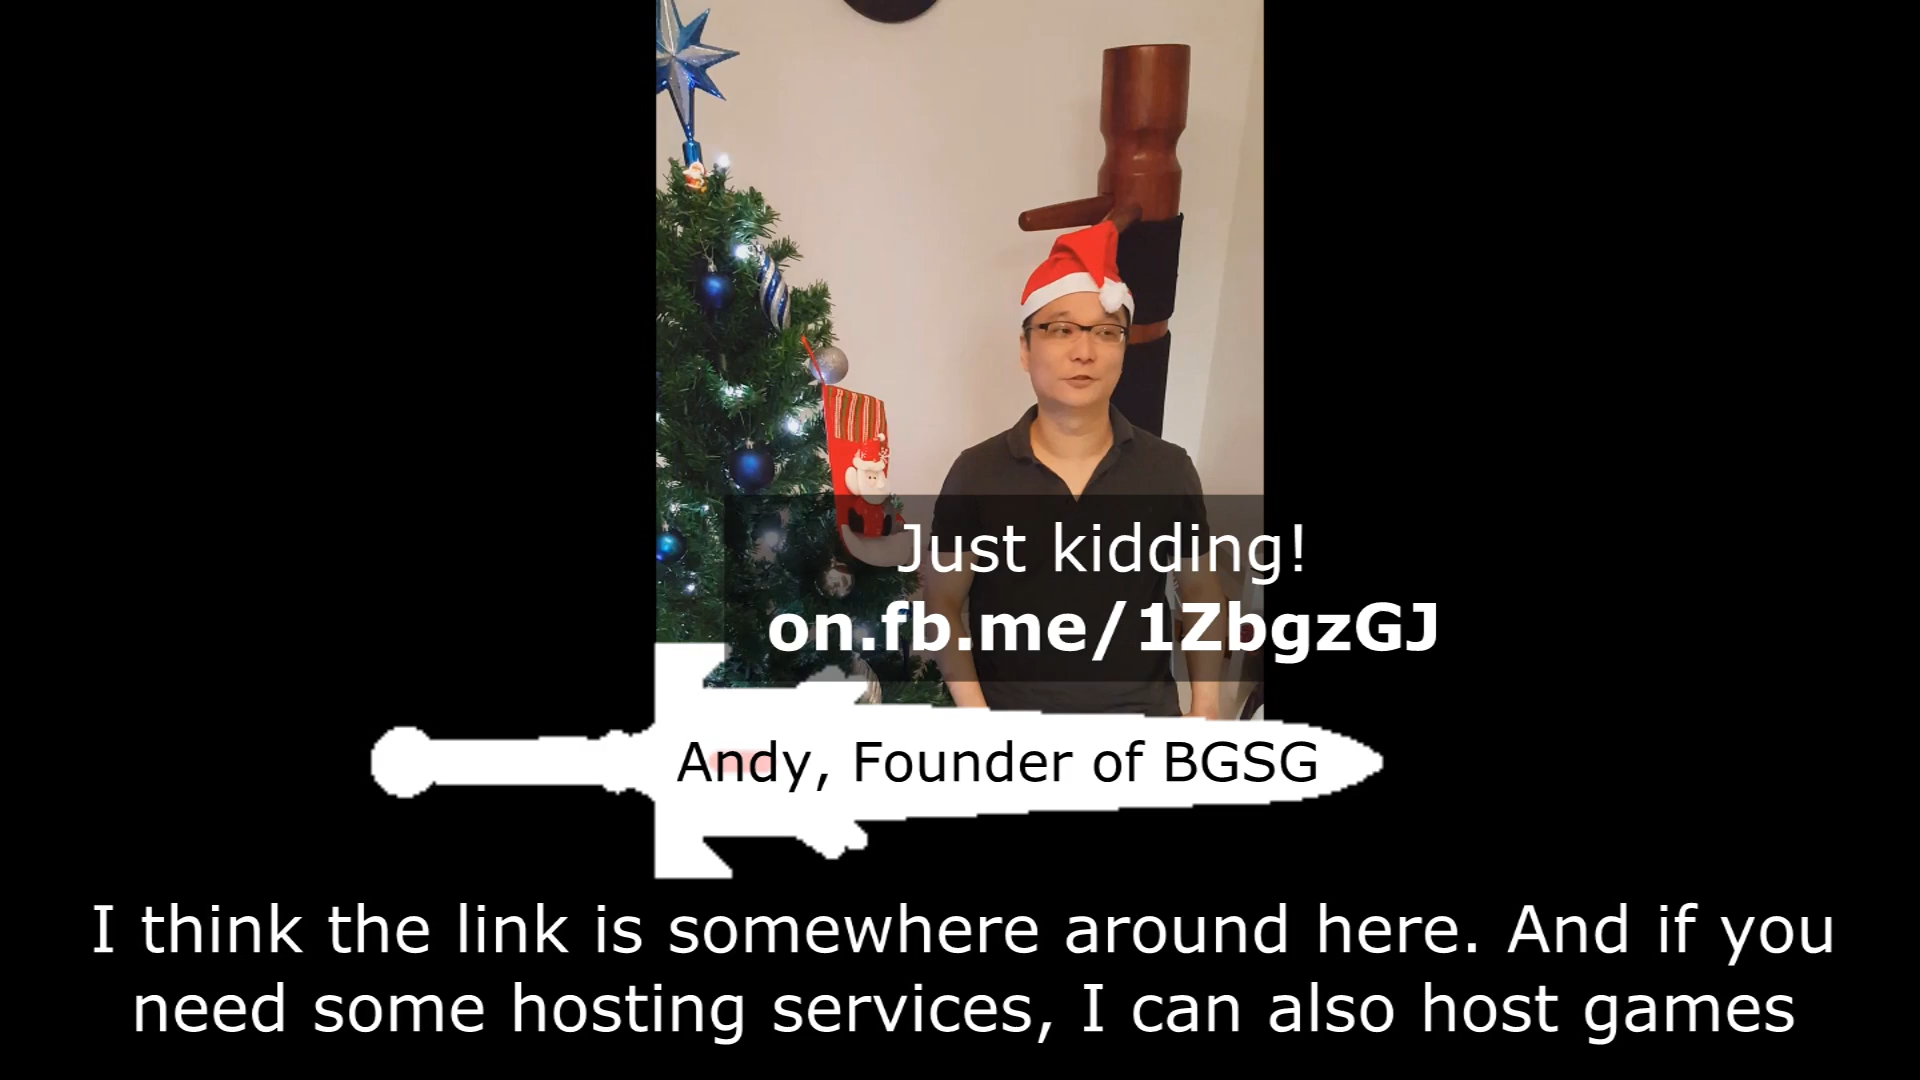 Just kidding!
on.fb.me/1ZbgzGJ
Andy, Founder of BGSG
I think the link is somewhere around here. And if you
need some hosting services, I can also host games